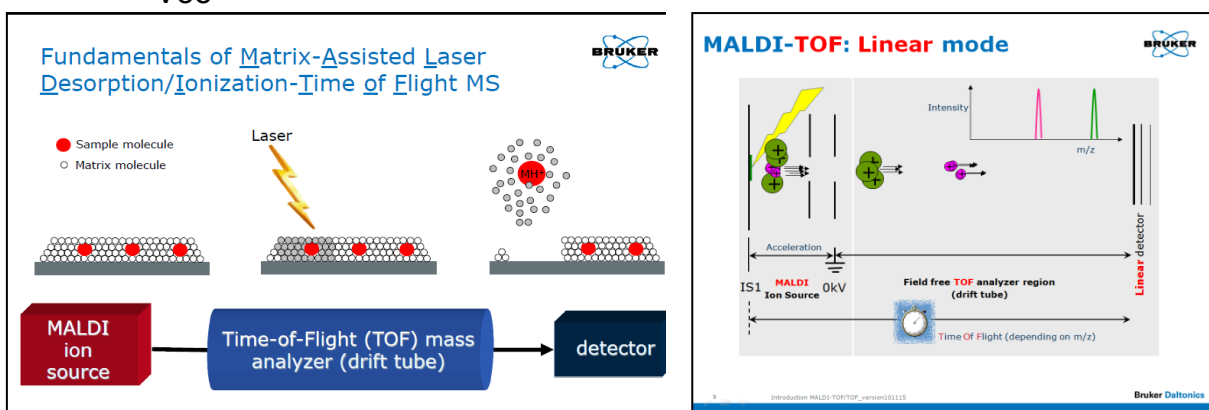 Fundamentals of Matrix-Assisted Laser
Desorption/Ionization-Time of Flight MS
BRUKER
Sample molecule
Matrix molecule
Laser
MH+
MALDI
ion
source
Time-of-Flight (TOF) mass
analyzer (drift tube)
detector
MALDI-TOF: Linear mode
BRUKER
Intensity
m/z
+
+
+
+
+
+
+
+
+
Acceleration
IS1
MALDI
Ion Source
0kV
Field free TOF analyzer region
(drift tube)
Linear detector
Time Of Flight (depending on m/z)
9
Introduction MALDI-TOF/TOF_version101115
Bruker Daltonics